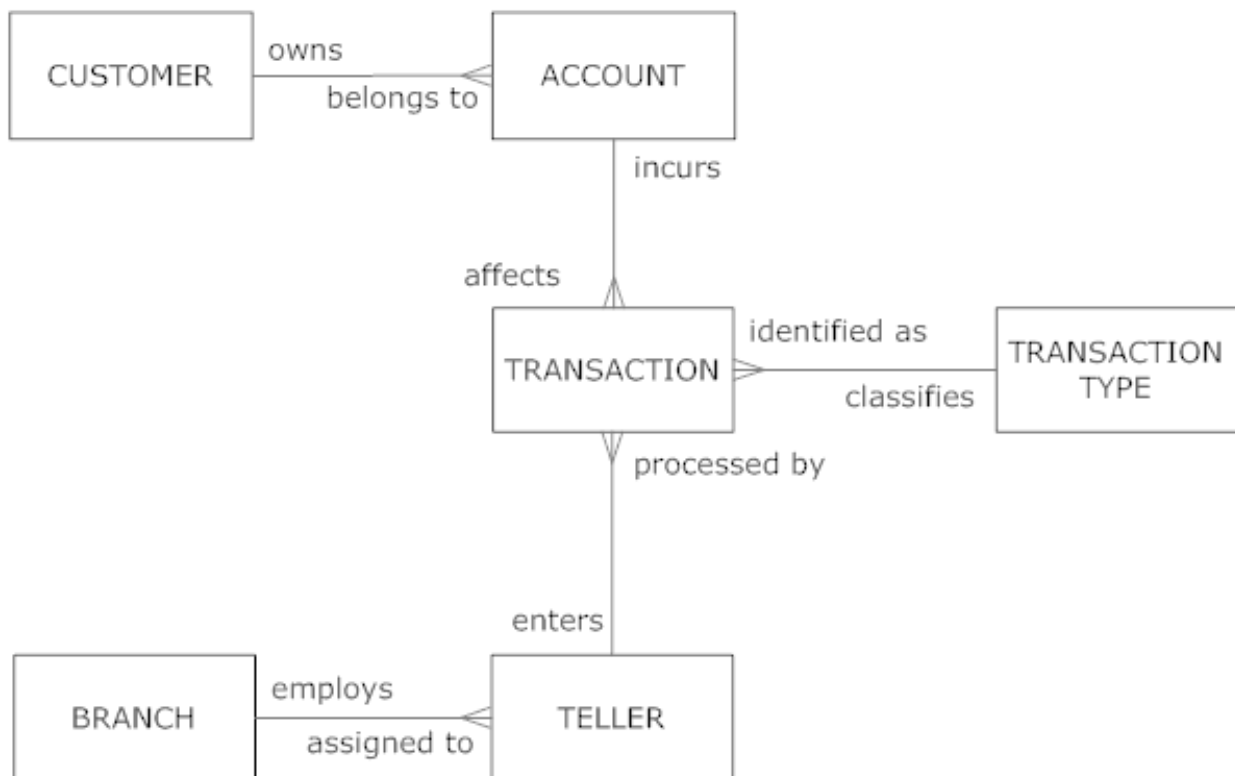 CUSTOMER
owns
belongs to
ACCOUNT
incurs
affects
TRANSACTION
identified as
classifies
TRANSACTION
TYPE
processed by
enters
BRANCH
employs
assigned to
TELLER